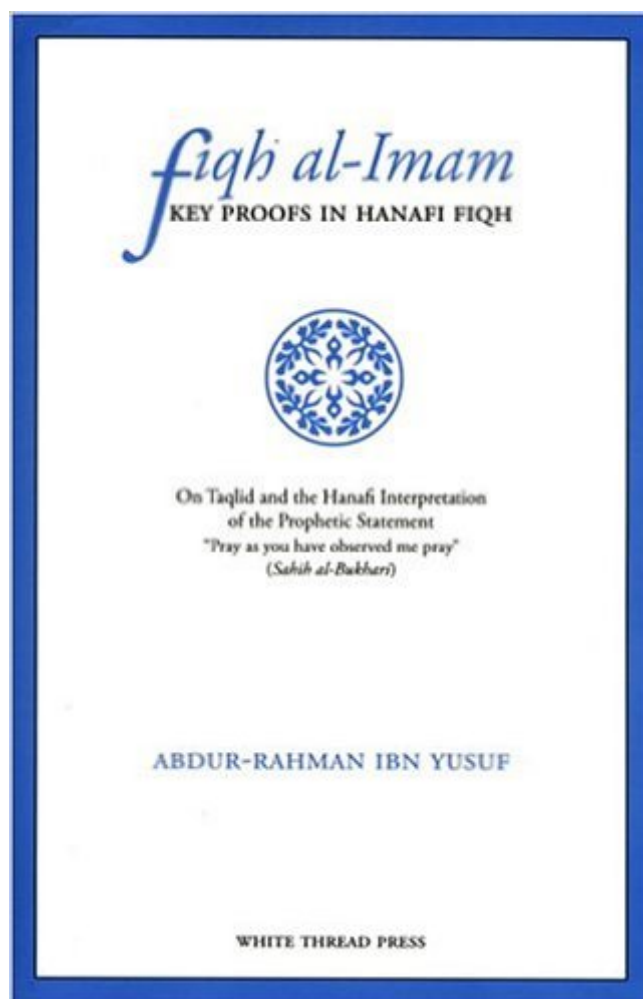 fiqh al-Imam
KEY PROOFS IN HANAFI FIQH
On Taqlid and the Hanafi Interpretation
of the Prophetic Statement
"Pray as you have observed me pray"
(Sahih al-Bukhari)
ABDUR-RAHMAN IBN YUSUF
WHITE THREAD PRESS